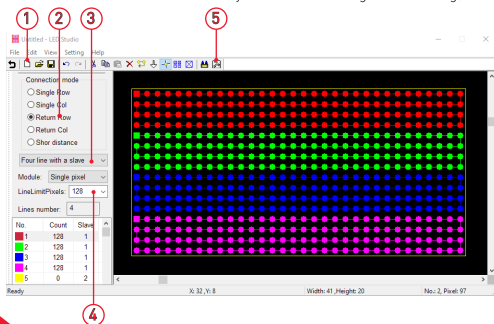 1 2 3 5
Untitled - LED Studio
File Edit View Setting Help
Connection mode
Single Row
Single Col
Return Row
Return Col
Shor distance
Four line with a slave
Module: Single pixel
LineLimitPixels: 128
Lines number: 4
No. Count Slave
1 128 1
2 128 1
3 128 1
4 128 1
5 0 2
Ready X: 32, Y: 8 Width: 41 ,Height: 20 No.: 2, Pixel: 97
4